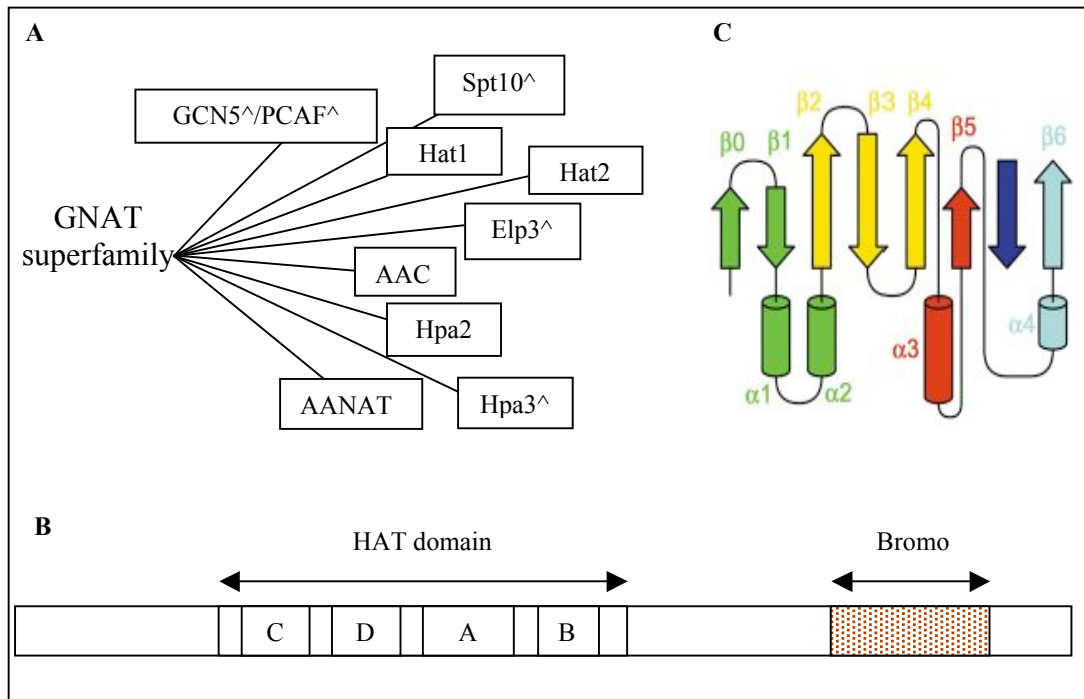 A
GCN5^/PCAF^
Spt10^
Hat1
Hat2
GNAT
superfamily
Elp3^
AAC
Hpa2
AANAT
Hpa3^
C
β0
β1
β2
β3
β4
β5
β6
α1
α2
α3
α4
B
HAT domain
Bromo
C
D
A
B